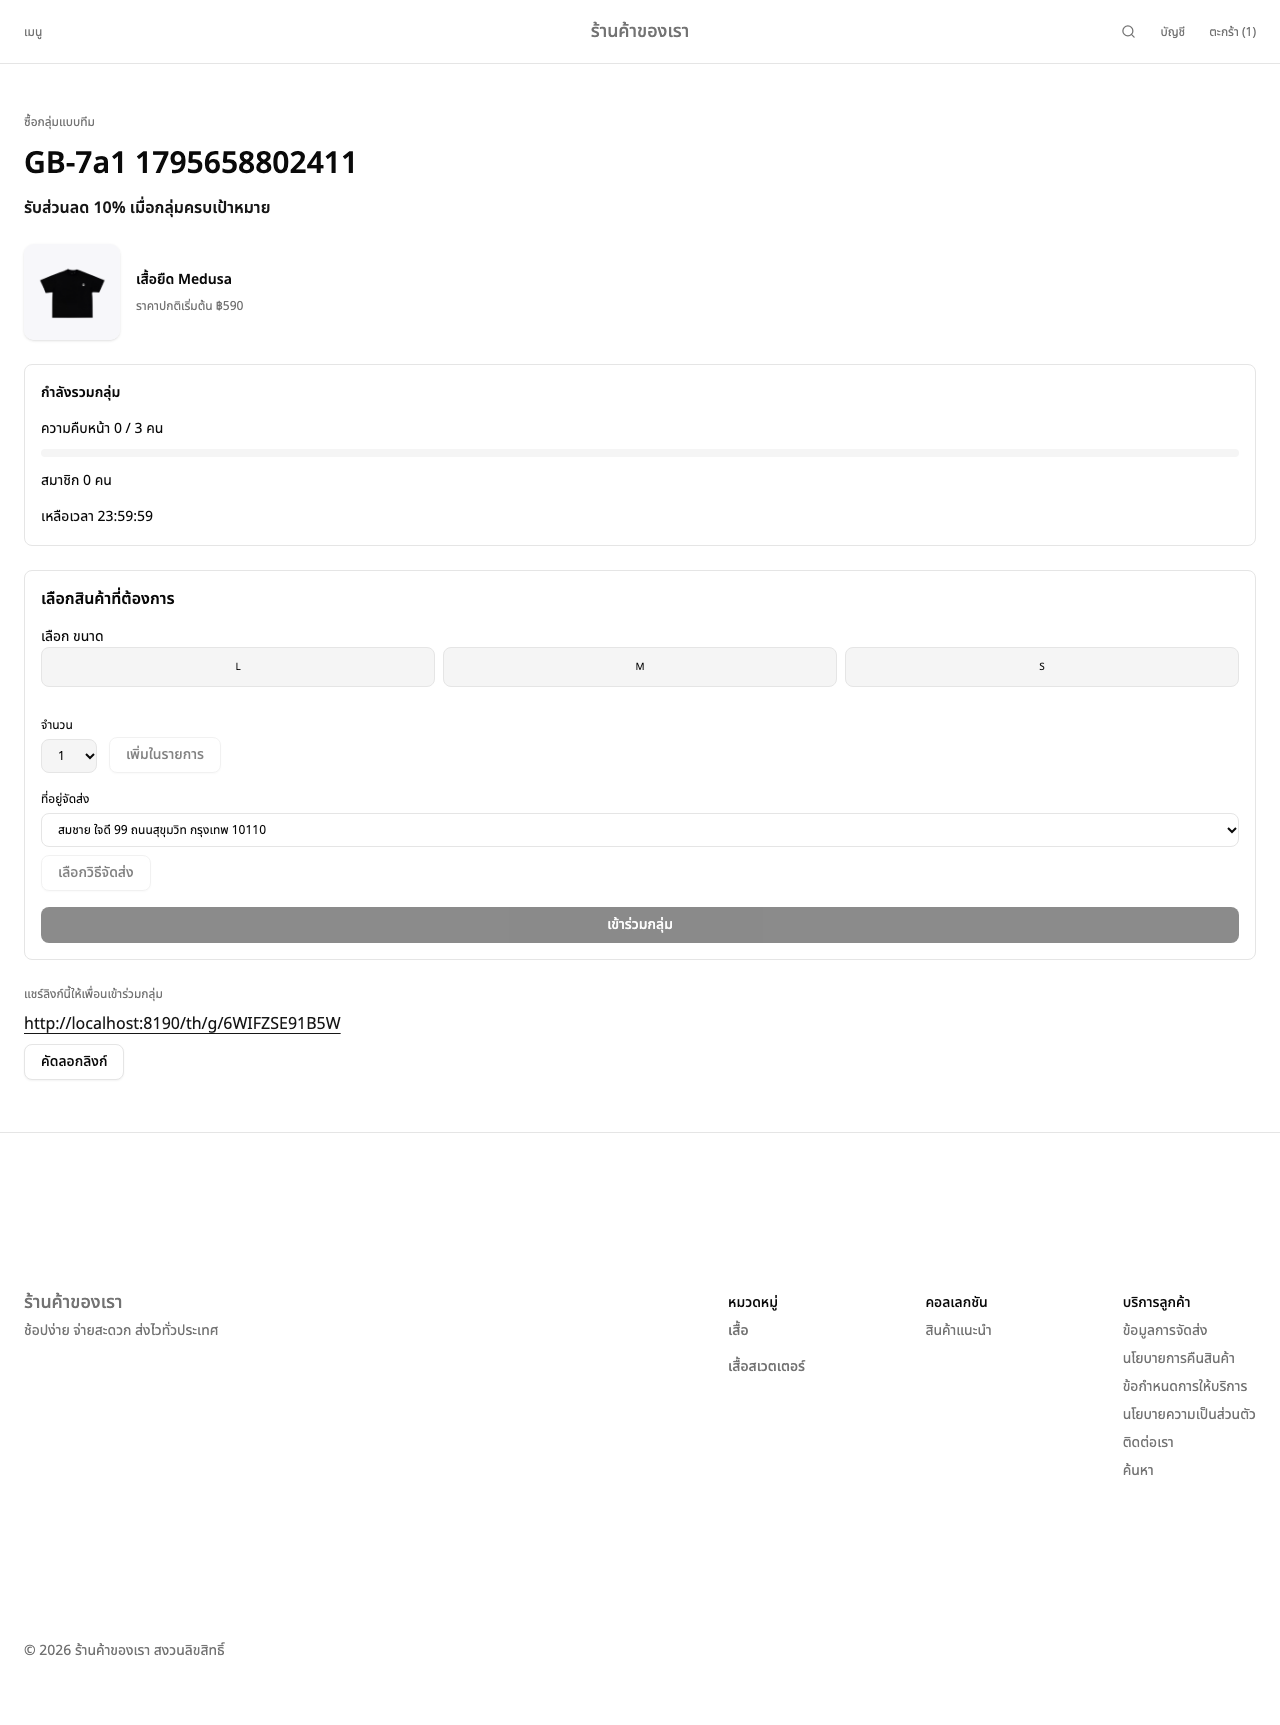 เมนู
ร้านค้าของเรา
บัญชี
ตะกร้า (1)
ซื้อกลุ่มแบบทีม
GB-7a1 1795658802411
รับส่วนลด 10% เมื่อกลุ่มครบเป้าหมาย
เสื้อยืด Medusa
ราคาปกติเริ่มต้น ฿590
กำลังรวมกลุ่ม
ความคืบหน้า 0 / 3 คน
สมาชิก 0 คน
เหลือเวลา 23:59:59
เลือกสินค้าที่ต้องการ
เลือก ขนาด
L
M
S
จำนวน
1
เพิ่มในรายการ
ที่อยู่จัดส่ง
สมชาย ใจดี 99 ถนนสุขุมวิท กรุงเทพ 10110
เลือกวิธีจัดส่ง
เข้าร่วมกลุ่ม
แชร์ลิงก์นี้ให้เพื่อนเข้าร่วมกลุ่ม
http://localhost:8190/th/g/6WIFZSE91B5W
คัดลอกลิงก์
ร้านค้าของเรา
ช้อปง่าย จ่ายสะดวก ส่งไวทั่วประเทศ
หมวดหมู่
เสื้อ
เสื้อสเวตเตอร์
คอลเลกชัน
สินค้าแนะนำ
บริการลูกค้า
ข้อมูลการจัดส่ง
นโยบายการคืนสินค้า
ข้อกำหนดการให้บริการ
นโยบายความเป็นส่วนตัว
ติดต่อเรา
ค้นหา
© 2026 ร้านค้าของเรา สงวนลิขสิทธิ์